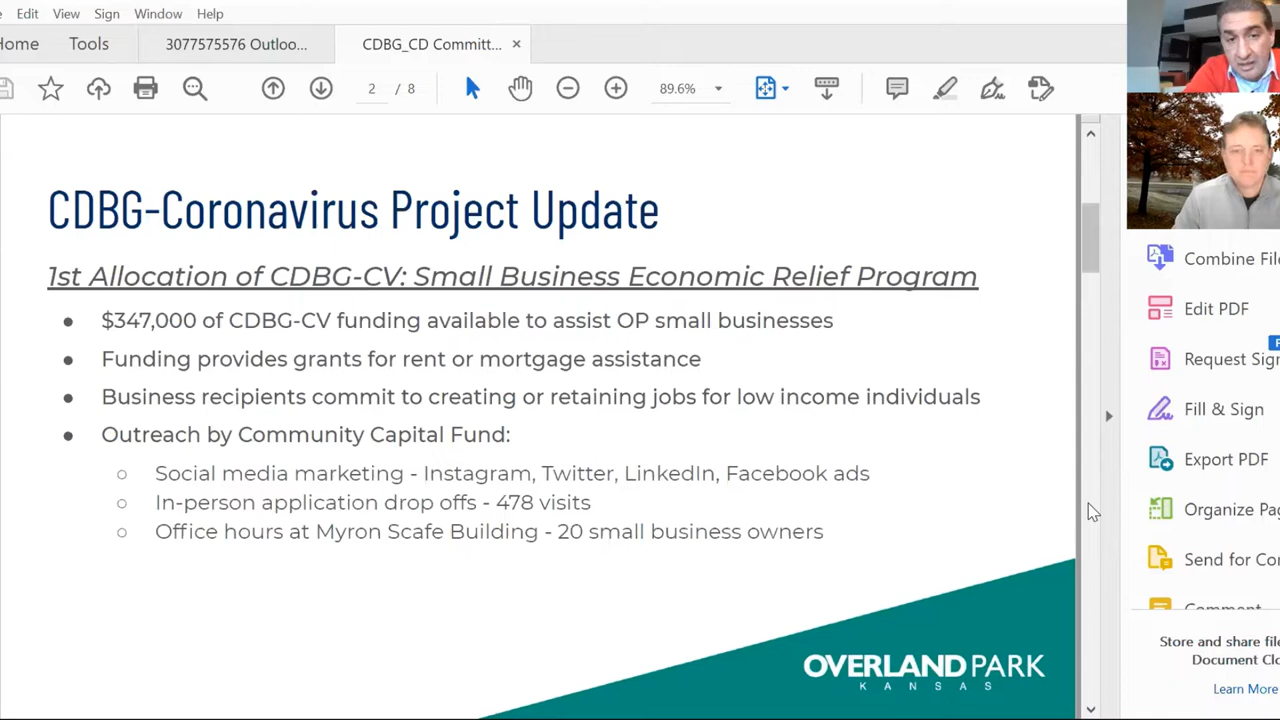 Edit View Sign Window Help
Home Tools 3077575576 Outloo... CDBG_CD Committ... ×
2 / 8 89.6%
CDBG-Coronavirus Project Update
1st Allocation of CDBG-CV: Small Business Economic Relief Program
● $347,000 of CDBG-CV funding available to assist OP small businesses
● Funding provides grants for rent or mortgage assistance
● Business recipients commit to creating or retaining jobs for low income individuals
● Outreach by Community Capital Fund:
○ Social media marketing - Instagram, Twitter, LinkedIn, Facebook ads
○ In-person application drop offs - 478 visits
○ Office hours at Myron Scafe Building - 20 small business owners
OVERLAND PARK
KANSAS
Combine File
Edit PDF
Request Sign
Fill & Sign
Export PDF
Organize Pag
Send for Co
Comment
Store and share file
Document Clo
Learn More